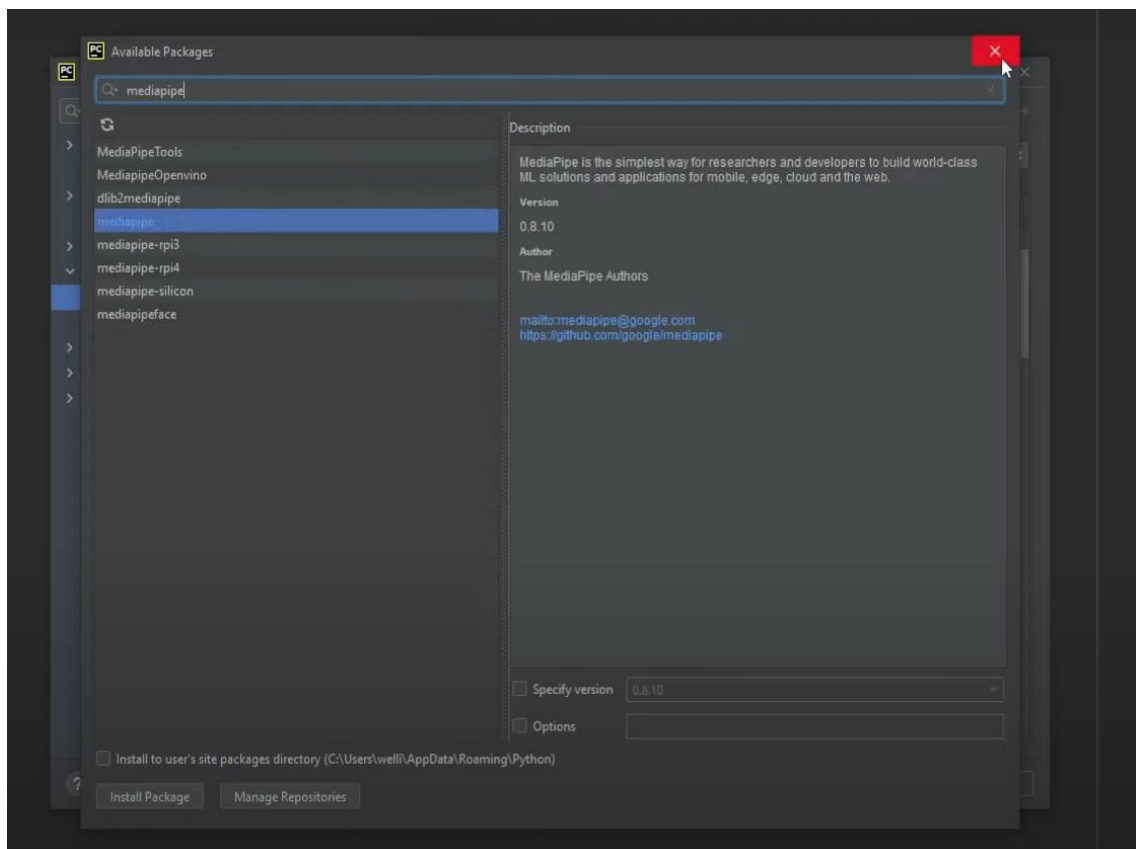 PC Available Packages
PC
mediapipe
MediaPipeTools
MediapipeOpenvino
dlib2mediapipe
mediapipe
mediapipe-rpi3
mediapipe-rpi4
mediapipe-silicon
mediapipeface
Description
MediaPipe is the simplest way for researchers and developers to build world-class
ML solutions and applications for mobile, edge, cloud and the web.
Version
0.8.10
Author
The MediaPipe Authors
mailto:mediapipe@google.com
https://github.com/google/mediapipe
Specify version 0.8.10
Options
Install to user's site packages directory (C:\Users\welli\AppData\Roaming\Python)
?
Install Package Manage Repositories